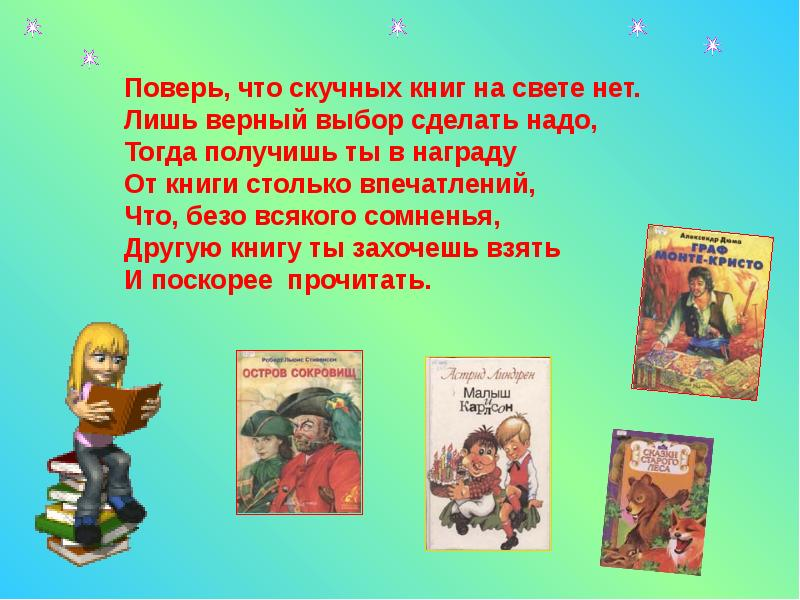 Поверь, что скучных книг на свете нет.
Лишь верный выбор сделать надо,
Тогда получишь ты в награду
От книги столько впечатлений,
Что, безо всякого сомненья,
Другую книгу ты захочешь взять
И поскорее  прочитать.
Александр Дюма
ГРАФ
МОНТЕ-КРИСТО
Роберт Льюис Стивенсон
ОСТРОВ СОКРОВИЩ
Астрид Линдгрен
Малыш
и
Карлсон
СКАЗКИ
СТАРОГО
ЛЕСА